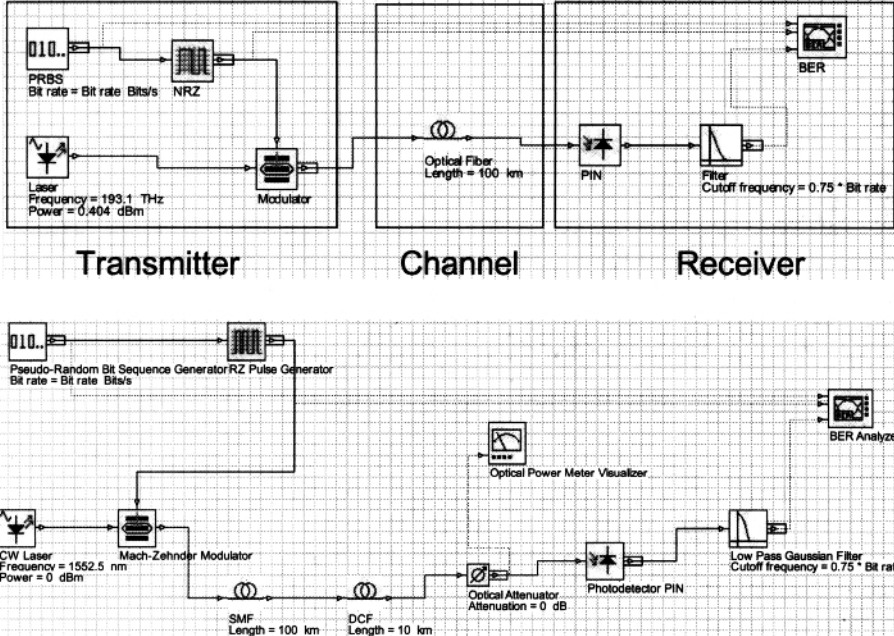 010..
PRBS
Bit rate = Bit rate Bits/s
NRZ
BER
BER
Laser
Frequency = 193.1 THz
Power = 0.404 dBm
Modulator
Optical Fiber
Length = 100 km
PIN
Filter
Cutoff frequency = 0.75 * Bit rate
Transmitter
Channel
Receiver
010..
Pseudo-Random Bit Sequence Generator
Bit rate = Bit rate Bits/s
RZ Pulse Generator
BER
BER Analyze
Optical Power Meter Visualizer
CW Laser
Frequency = 1552.5 nm
Power = 0 dBm
Mach-Zehnder Modulator
SMF
Length = 100 km
DCF
Length = 10 km
Optical Attenuator
Attenuation = 0 dB
Photodetector PIN
Low Pass Gaussian Filter
Cutoff frequency = 0.75 * Bit rat